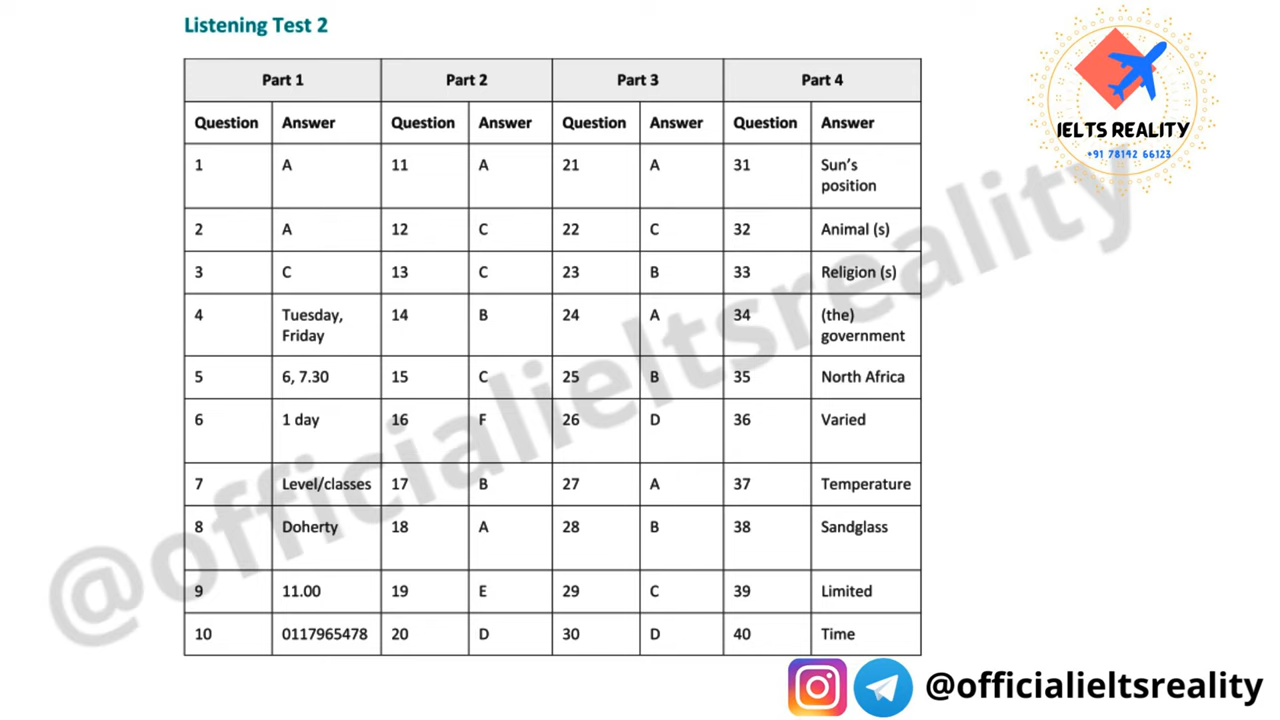 Listening Test 2
IELTS REALITY
+91 78142 66123
Part 1 Part 2 Part 3 Part 4
Question Answer Question Answer Question Answer Question Answer
1 A 11 A 21 A 31 Sun's
position
2 A 12 C 22 C 32 Animal (s)
3 C 13 C 23 B 33 Religion (s)
4 Tuesday, 14 B 24 A 34 (the)
Friday government
5 6, 7.30 15 C 25 B 35 North Africa
6 1 day 16 F 26 D 36 Varied
7 Level/classes 17 B 27 A 37 Temperature
8 Doherty 18 A 28 B 38 Sandglass
9 11.00 19 E 29 C 39 Limited
10 0117965478 20 D 30 D 40 Time
@officialieltsreality
@officialieltsreality